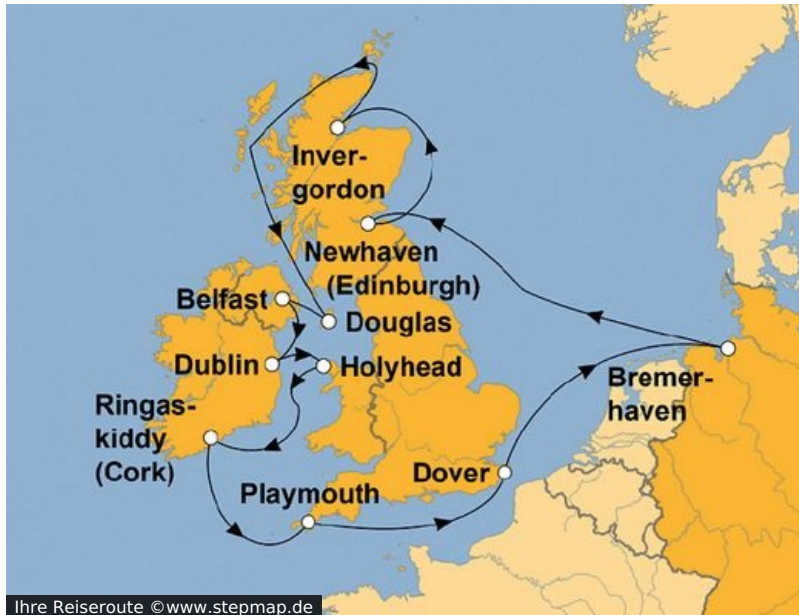 Inver-
gordon
Newhaven
(Edinburgh)
Belfast
Douglas
Dublin
Holyhead
Bremer-
haven
Ringas-
kiddy
(Cork)
Dover
Playmouth
Ihre Reiseroute ©www.stepmap.de